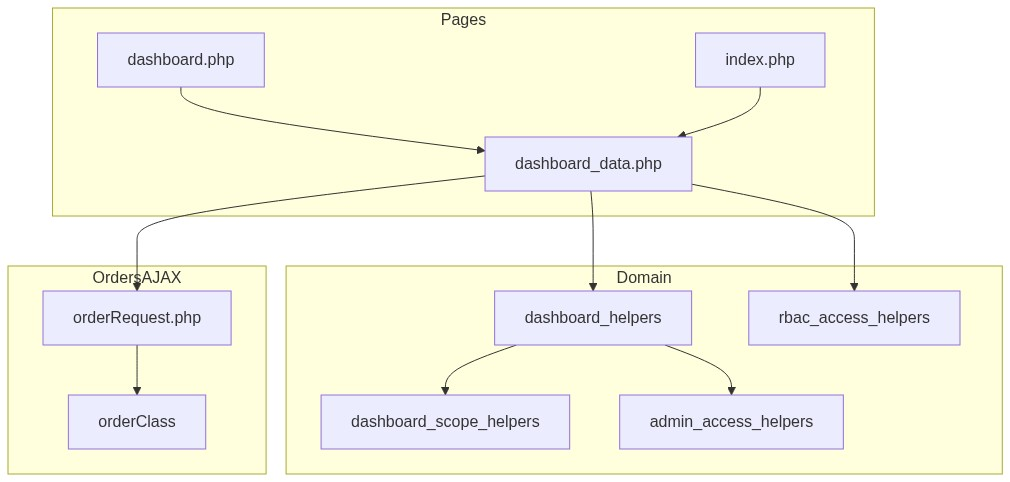 Pages
dashboard.php
index.php
dashboard_data.php
OrdersAJAX
Domain
orderRequest.php
dashboard_helpers
rbac_access_helpers
orderClass
dashboard_scope_helpers
admin_access_helpers